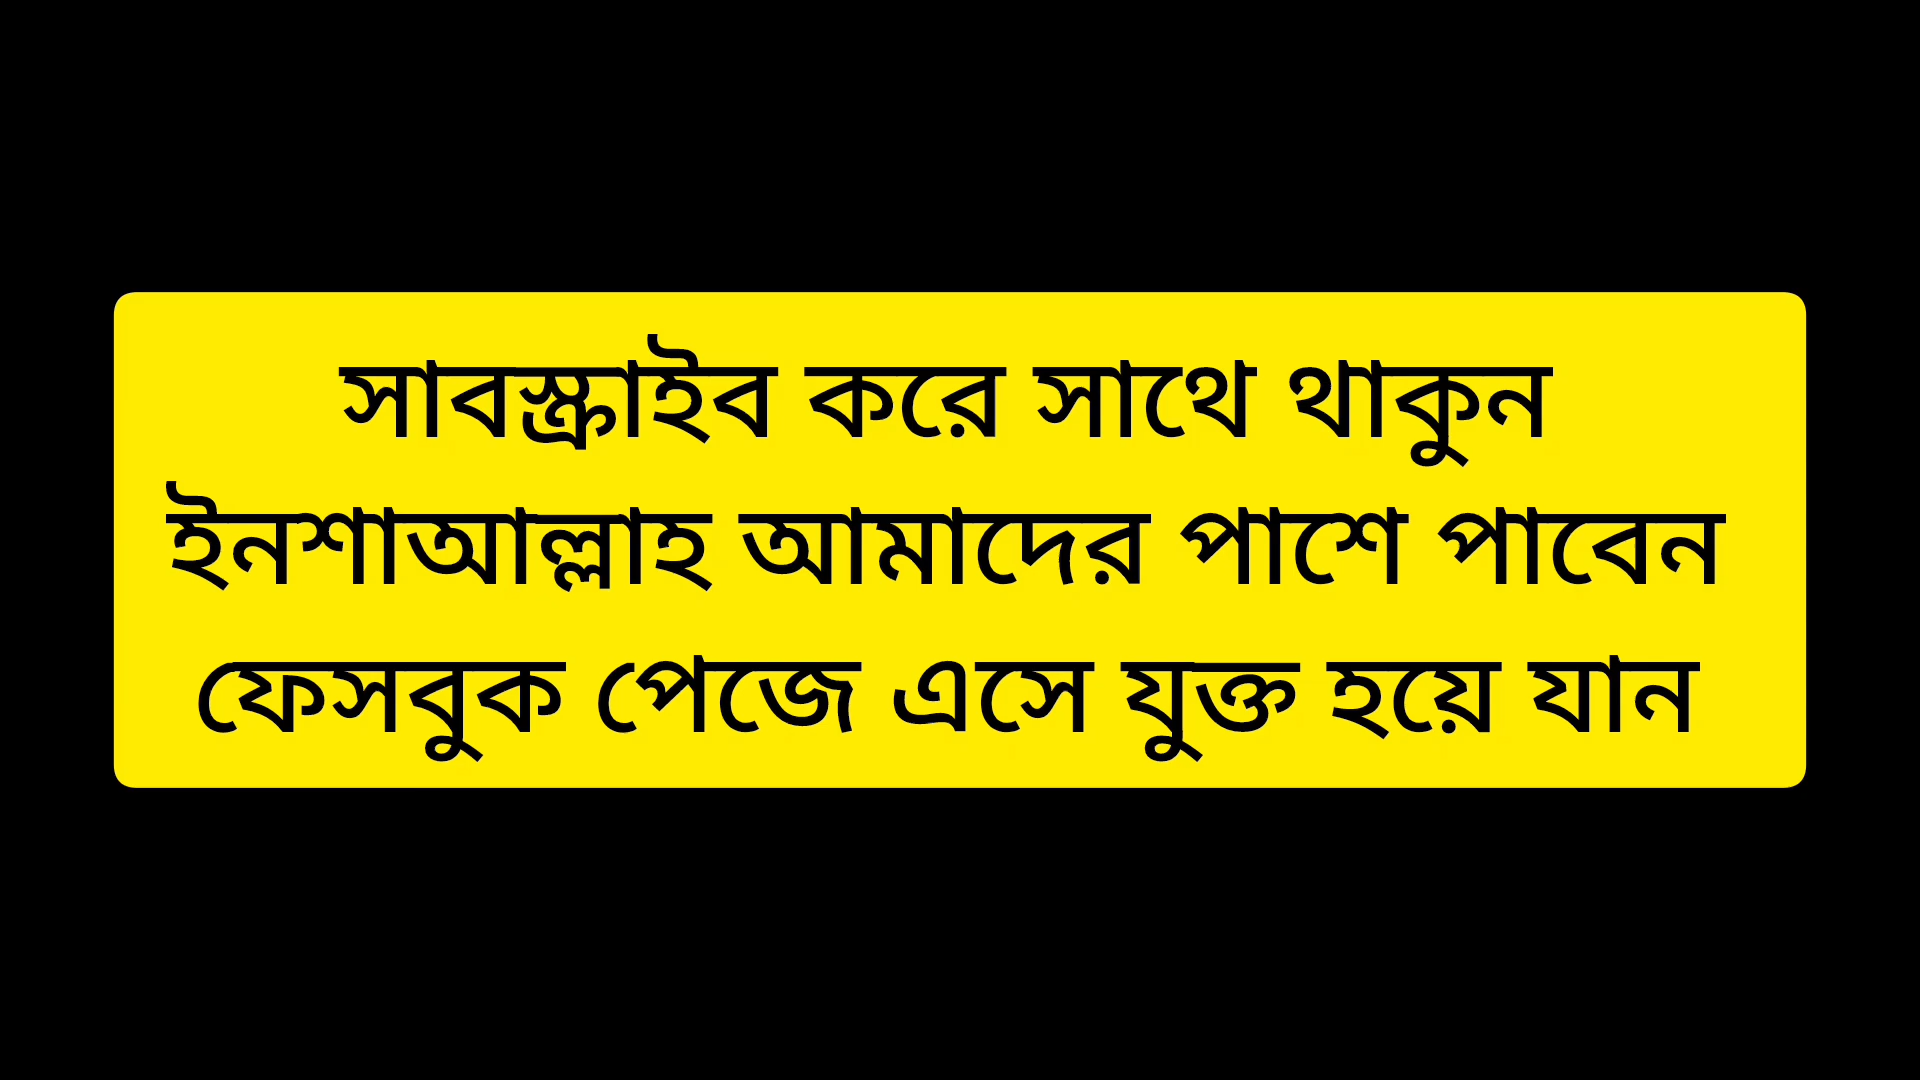 সাবস্ক্রাইব করে সাথে থাকুন
ইনশাআল্লাহ আমাদের পাশে পাবেন
ফেসবুক পেজে এসে যুক্ত হয়ে যান